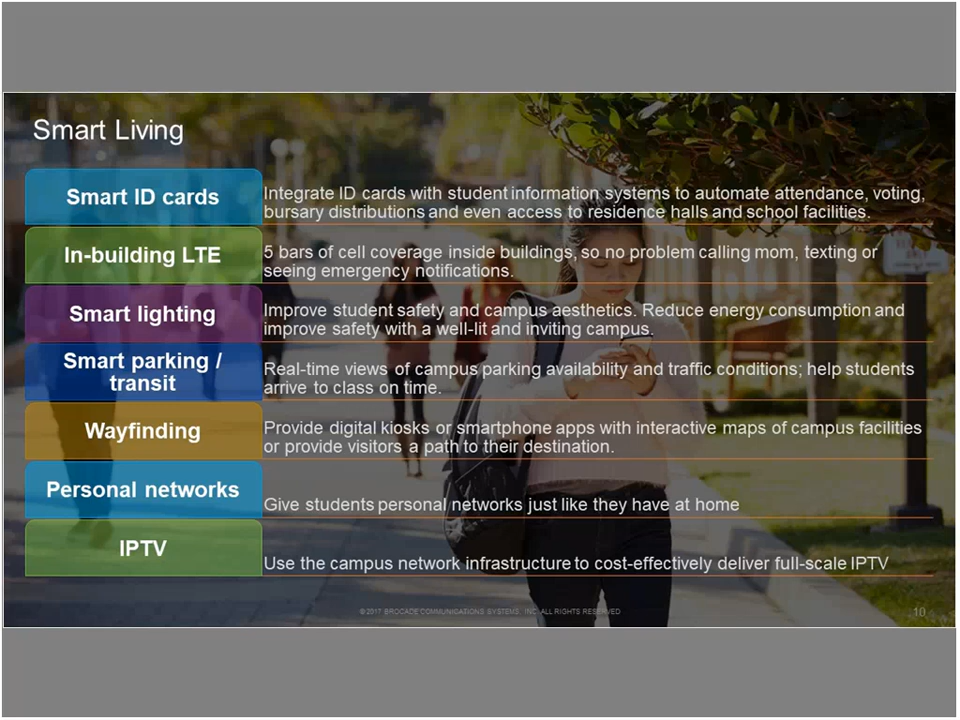 Smart Living
Smart ID cards
Integrate ID cards with student information systems to automate attendance, voting,
bursary distributions and even access to residence halls and school facilities.
In-building LTE
5 bars of cell coverage inside buildings, so no problem calling mom, texting or
seeing emergency notifications.
Smart lighting
Improve student safety and campus aesthetics. Reduce energy consumption and
improve safety with a well-lit and inviting campus.
Smart parking /
transit
Real-time views of campus parking availability and traffic conditions; help students
arrive to class on time.
Wayfinding
Provide digital kiosks or smartphone apps with interactive maps of campus facilities
or provide visitors a path to their destination.
Personal networks
Give students personal networks just like they have at home
IPTV
Use the campus network infrastructure to cost-effectively deliver full-scale IPTV
© 2017 BROCADE COMMUNICATIONS SYSTEMS, INC. ALL RIGHTS RESERVED
10